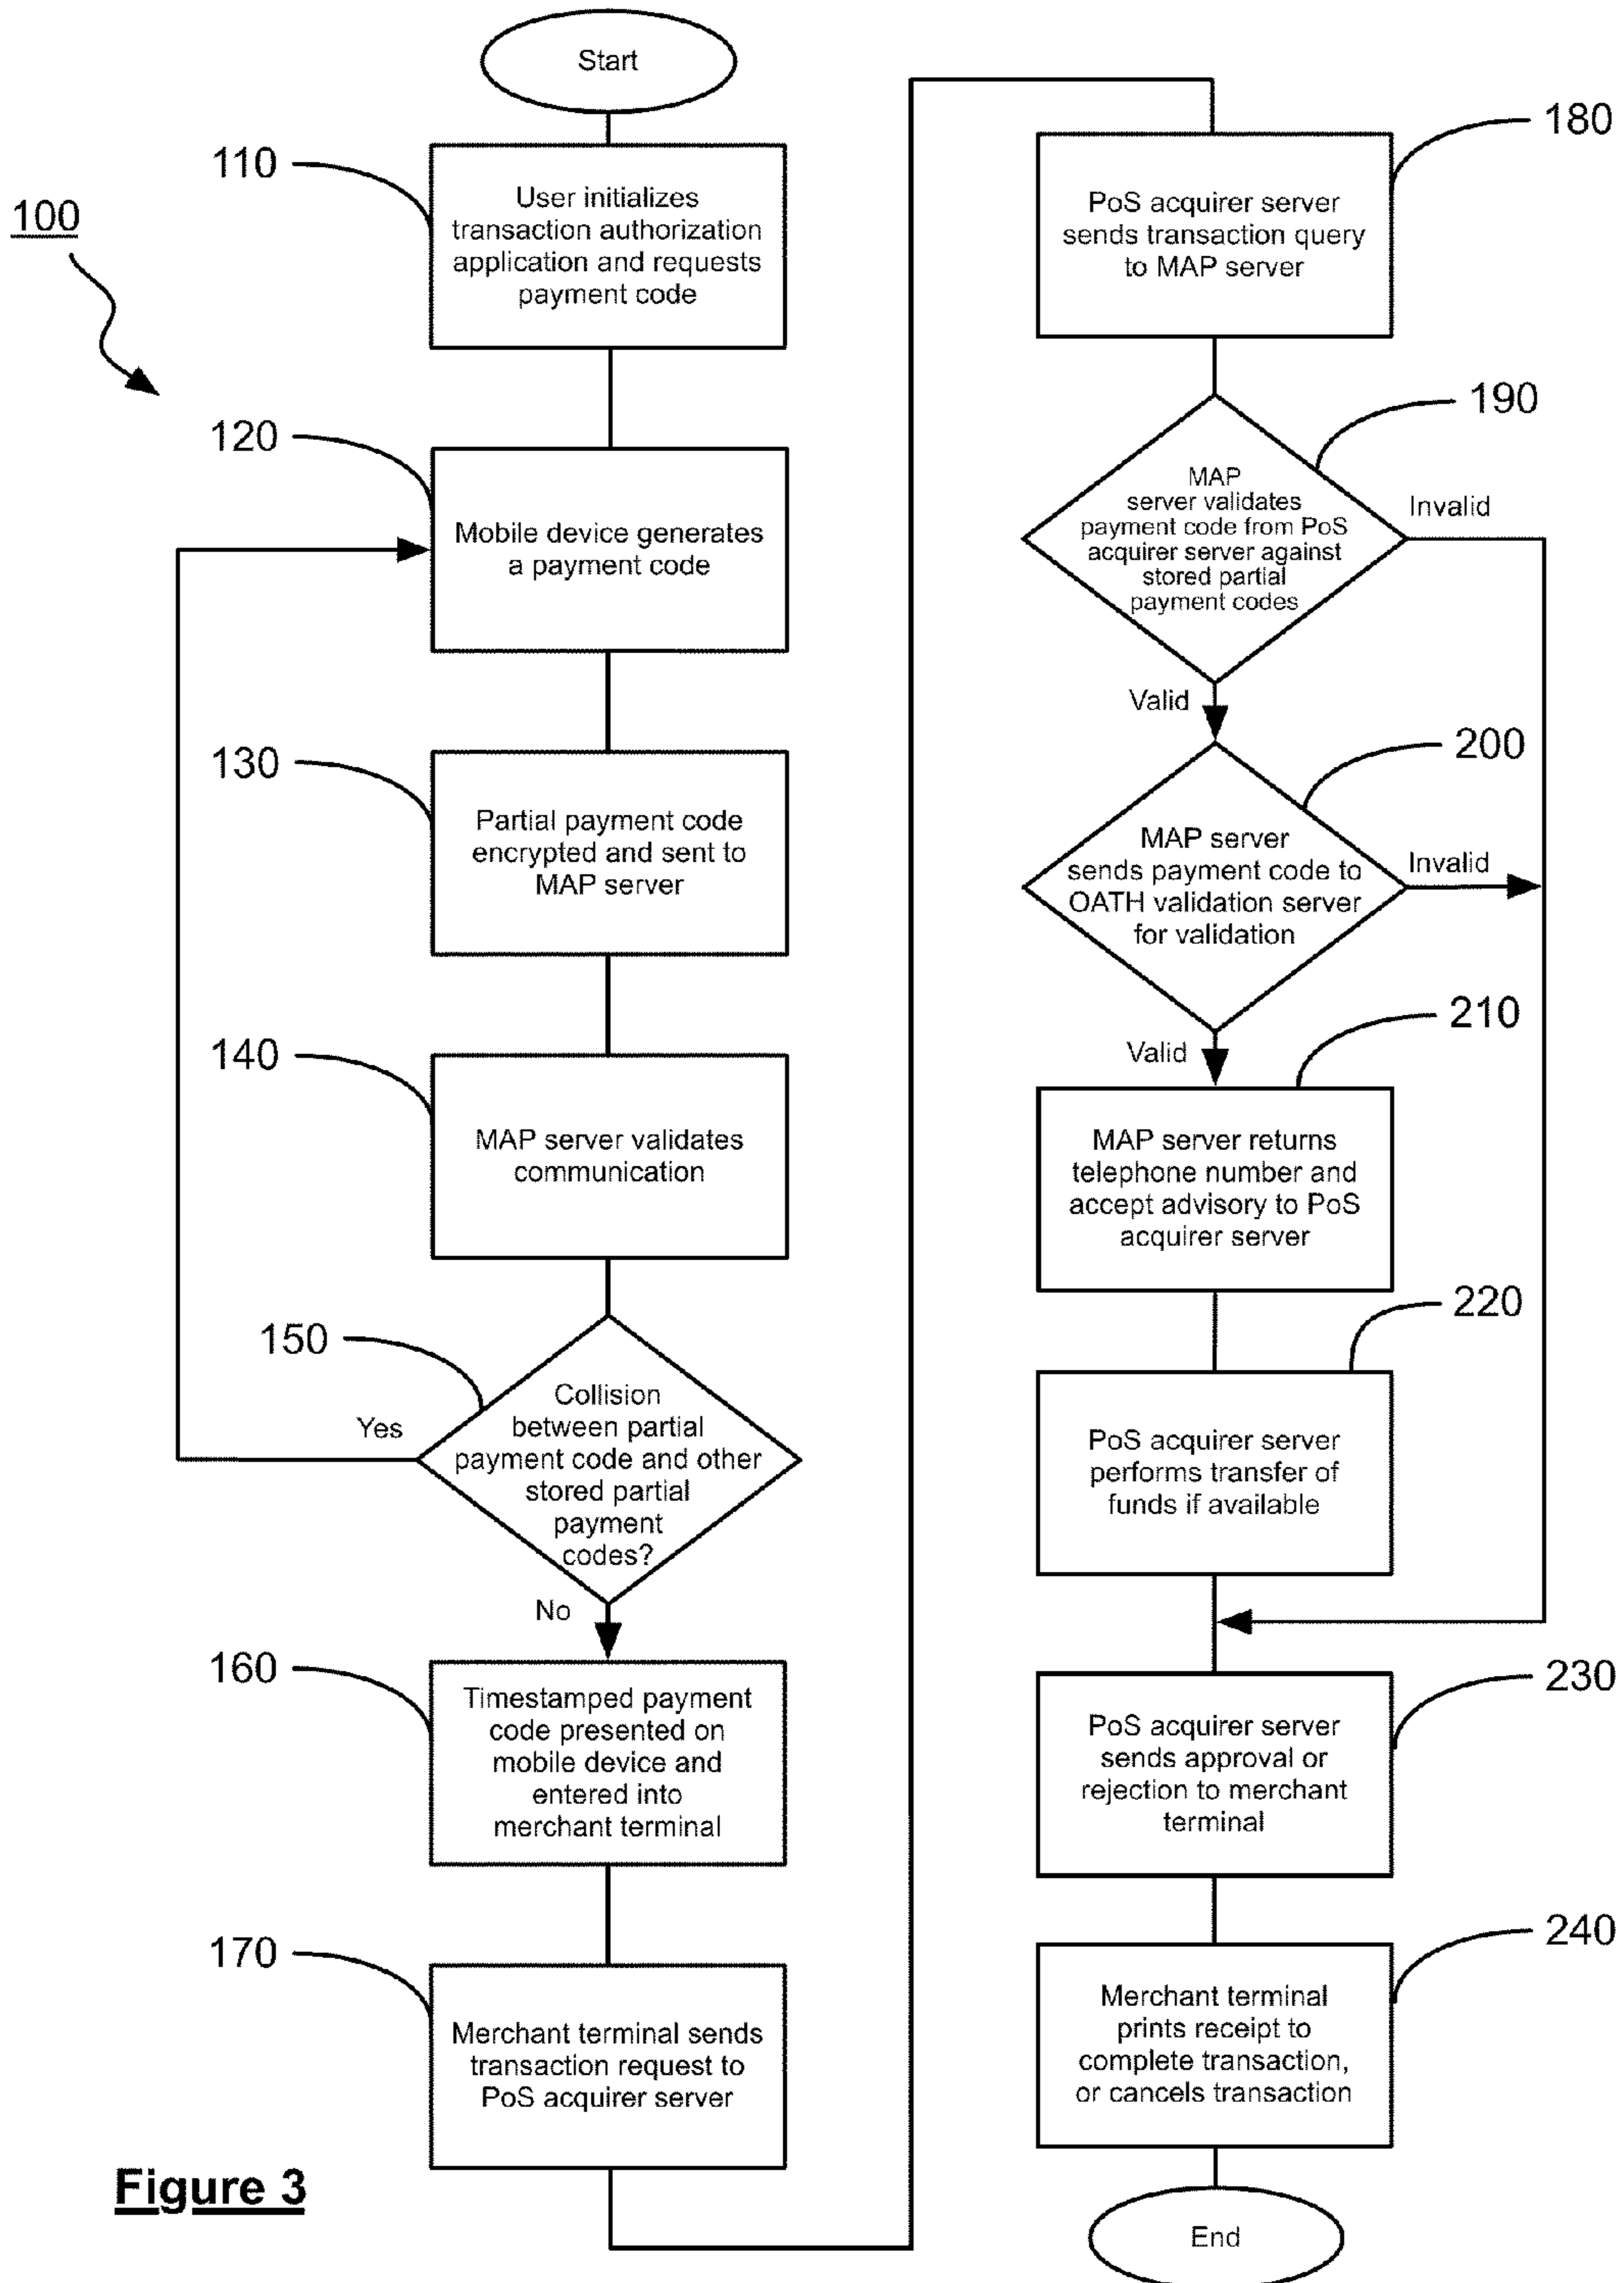 Start
110
User initializes
transaction authorization
application and requests
payment code
100
120
Mobile device generates
a payment code
130
Partial payment code
encrypted and sent to
MAP server
140
MAP server validates
communication
150
Collision
between partial
payment code and other
stored partial
payment
codes?
Yes
No
160
Timestamped payment
code presented on
mobile device and
entered into
merchant terminal
170
Merchant terminal sends
transaction request to
PoS acquirer server
180
PoS acquirer server
sends transaction query
to MAP server
190
MAP
server validates
payment code from PoS
acquirer server against
stored partial
payment codes
Invalid
Valid
200
MAP server
sends payment code to
OATH validation server
for validation
Invalid
Valid
210
MAP server returns
telephone number and
accept advisory to PoS
acquirer server
220
PoS acquirer server
performs transfer of
funds if available
230
PoS acquirer server
sends approval or
rejection to merchant
terminal
240
Merchant terminal
prints receipt to
complete transaction,
or cancels transaction
End
Figure 3